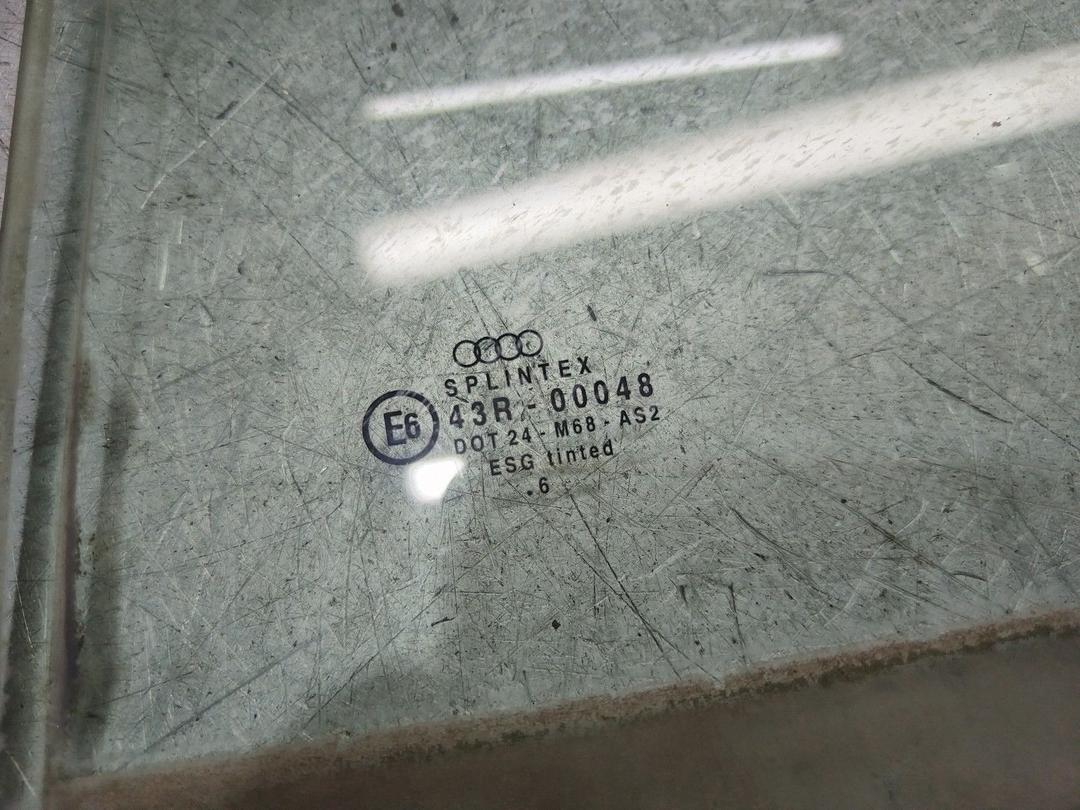 SPLINTEX
E6 43R-00048
DOT 24-M68-AS2
ESG tinted
.6